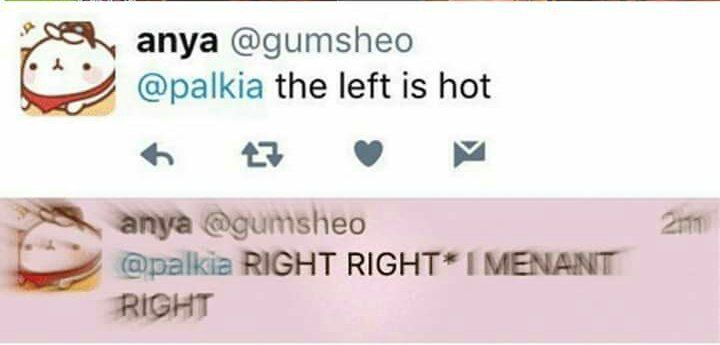 anya @gumsheo
@palkia the left is hot
anya @gumsheo 2m
@palkia RIGHT RIGHT* I MENANT
RIGHT